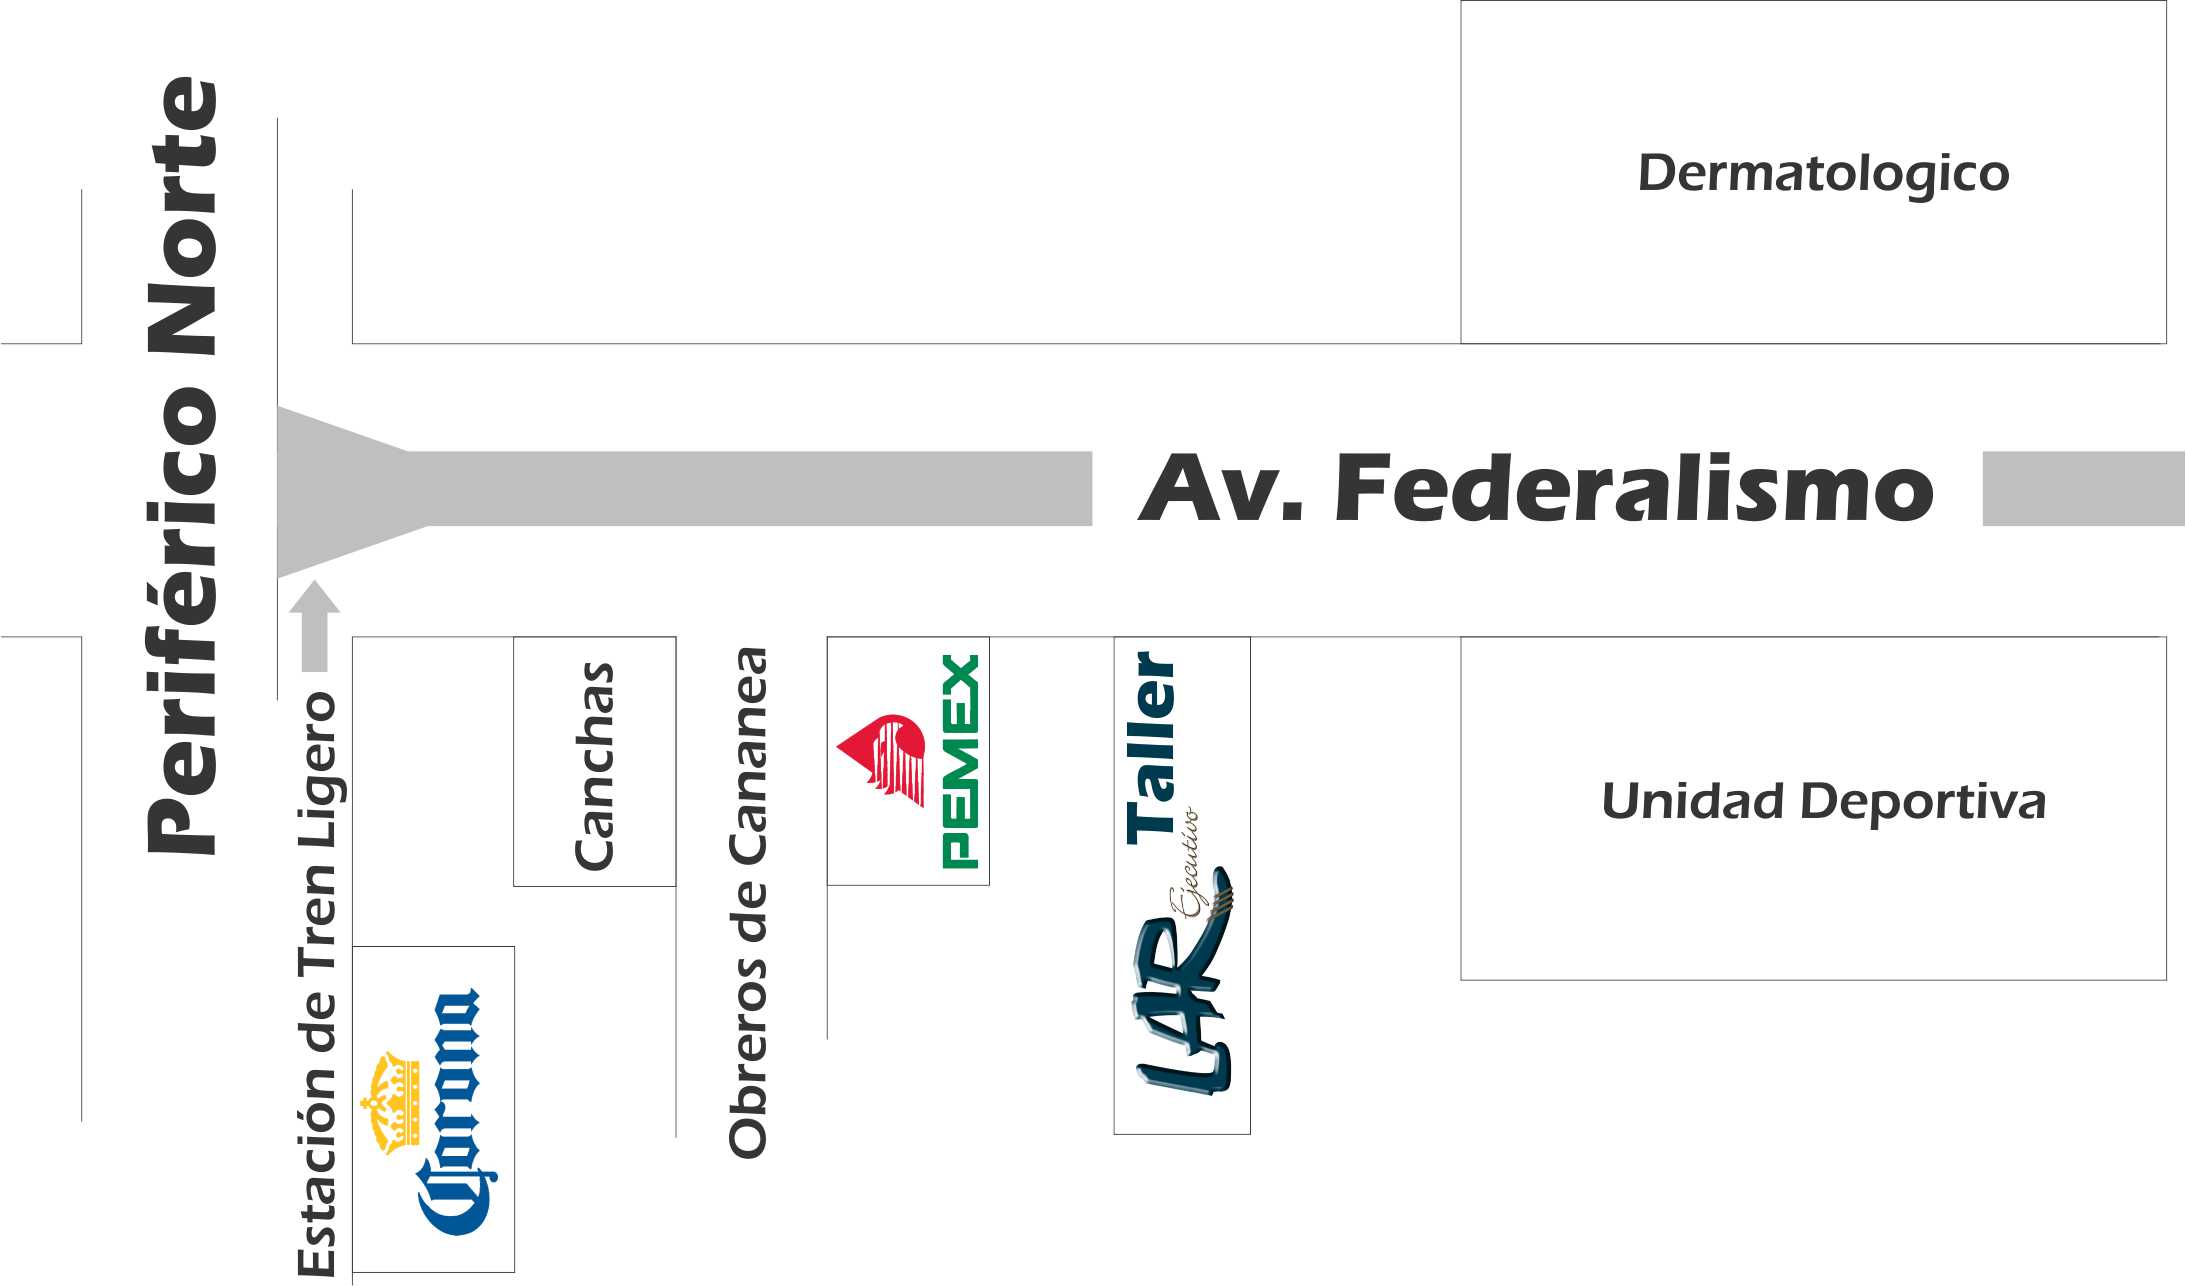 Periférico Norte
Dermatologico
Av. Federalismo
Estación de Tren Ligero
Corona
Canchas
Obreros de Cananea
PEMEX
Taller
LAR
Ejecutivo
Unidad Deportiva